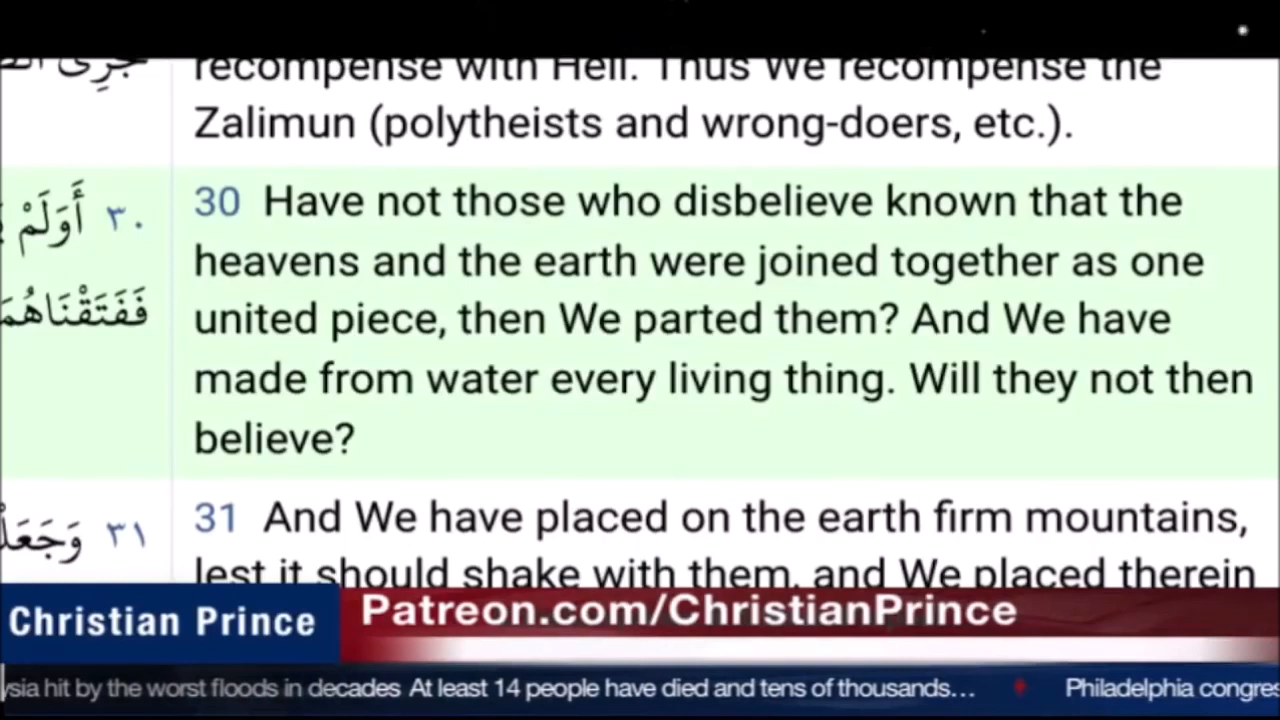 recompense with Hell. Thus We recompense the
Zalimun (polytheists and wrong-doers, etc.).
٣٠ أَوَلَمْ
30 Have not those who disbelieve known that the
heavens and the earth were joined together as one
فَفَتَقْنَاهُمَا
united piece, then We parted them? And We have
made from water every living thing. Will they not then
believe?
٣١
31 And We have placed on the earth firm mountains,
lest it should shake with them, and We placed therein
Christian Prince
Patreon.com/ChristianPrince
ysia hit by the worst floods in decades At least 14 people have died and tens of thousands... Philadelphia congres